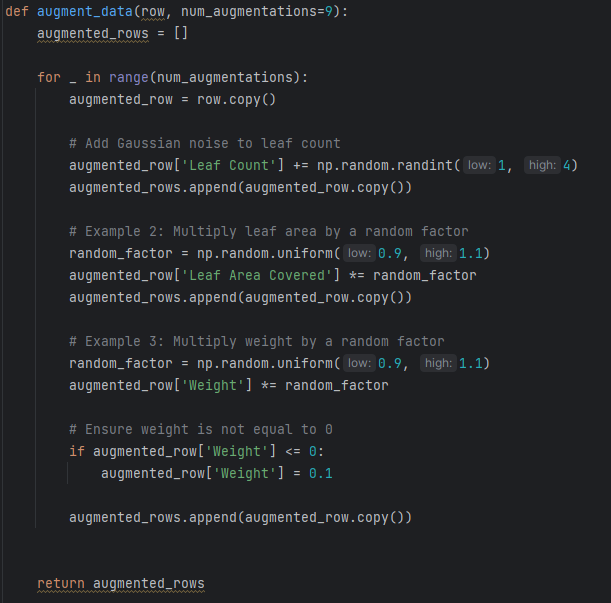 def augment_data(row, num_augmentations=9):
    augmented_rows = []
    for _ in range(num_augmentations):
        augmented_row = row.copy()
        # Add Gaussian noise to leaf count
        augmented_row['Leaf Count'] += np.random.randint( low: 1,  high: 4)
        augmented_rows.append(augmented_row.copy())
        # Example 2: Multiply leaf area by a random factor
        random_factor = np.random.uniform( low: 0.9,  high: 1.1)
        augmented_row['Leaf Area Covered'] *= random_factor
        augmented_rows.append(augmented_row.copy())
        # Example 3: Multiply weight by a random factor
        random_factor = np.random.uniform( low: 0.9,  high: 1.1)
        augmented_row['Weight'] *= random_factor
        # Ensure weight is not equal to 0
        if augmented_row['Weight'] <= 0:
            augmented_row['Weight'] = 0.1
        augmented_rows.append(augmented_row.copy())
    return augmented_rows